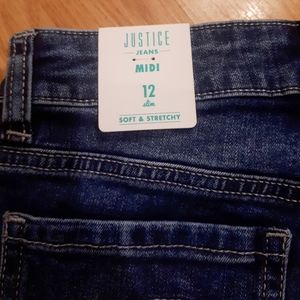 JUSTICE
JEANS
MIDI
12
slim
SOFT & STRETCHY